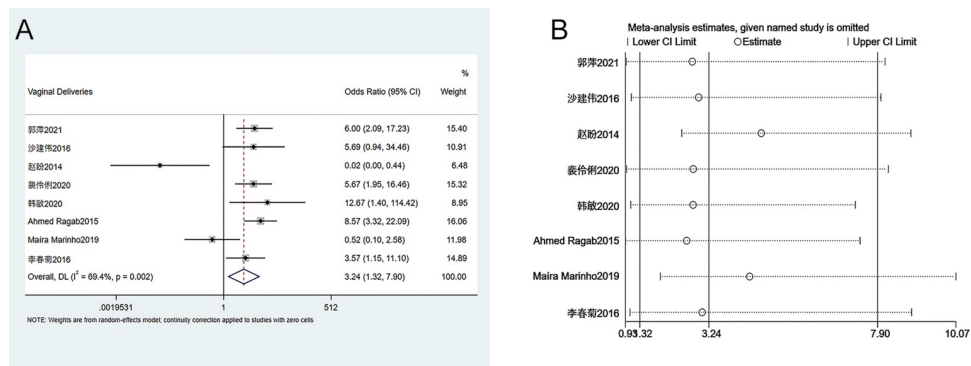 A
%
Vaginal Deliveries Odds Ratio (95% CI) Weight
郭萍2021 6.00 (2.09, 17.23) 15.40
沙建伟2016 5.69 (0.94, 34.46) 10.91
赵盼2014 0.02 (0.00, 0.44) 6.48
裴伶俐2020 5.67 (1.95, 16.46) 15.32
韩敏2020 12.67 (1.40, 114.42) 8.95
Ahmed Ragab2015 8.57 (3.32, 22.09) 16.06
Maíra Marinho2019 0.52 (0.10, 2.58) 11.98
李春菊2016 3.57 (1.15, 11.10) 14.89
Overall, DL (I² = 69.4%, p = 0.002) 3.24 (1.32, 7.90) 100.00
.0019531 1 512
NOTE: Weights are from random-effects model; continuity correction applied to studies with zero cells
B
Meta-analysis estimates, given named study is omitted
Lower CI Limit Estimate Upper CI Limit
郭萍2021
沙建伟2016
赵盼2014
裴伶俐2020
韩敏2020
Ahmed Ragab2015
Maíra Marinho2019
李春菊2016
3.24 7.90 10.07